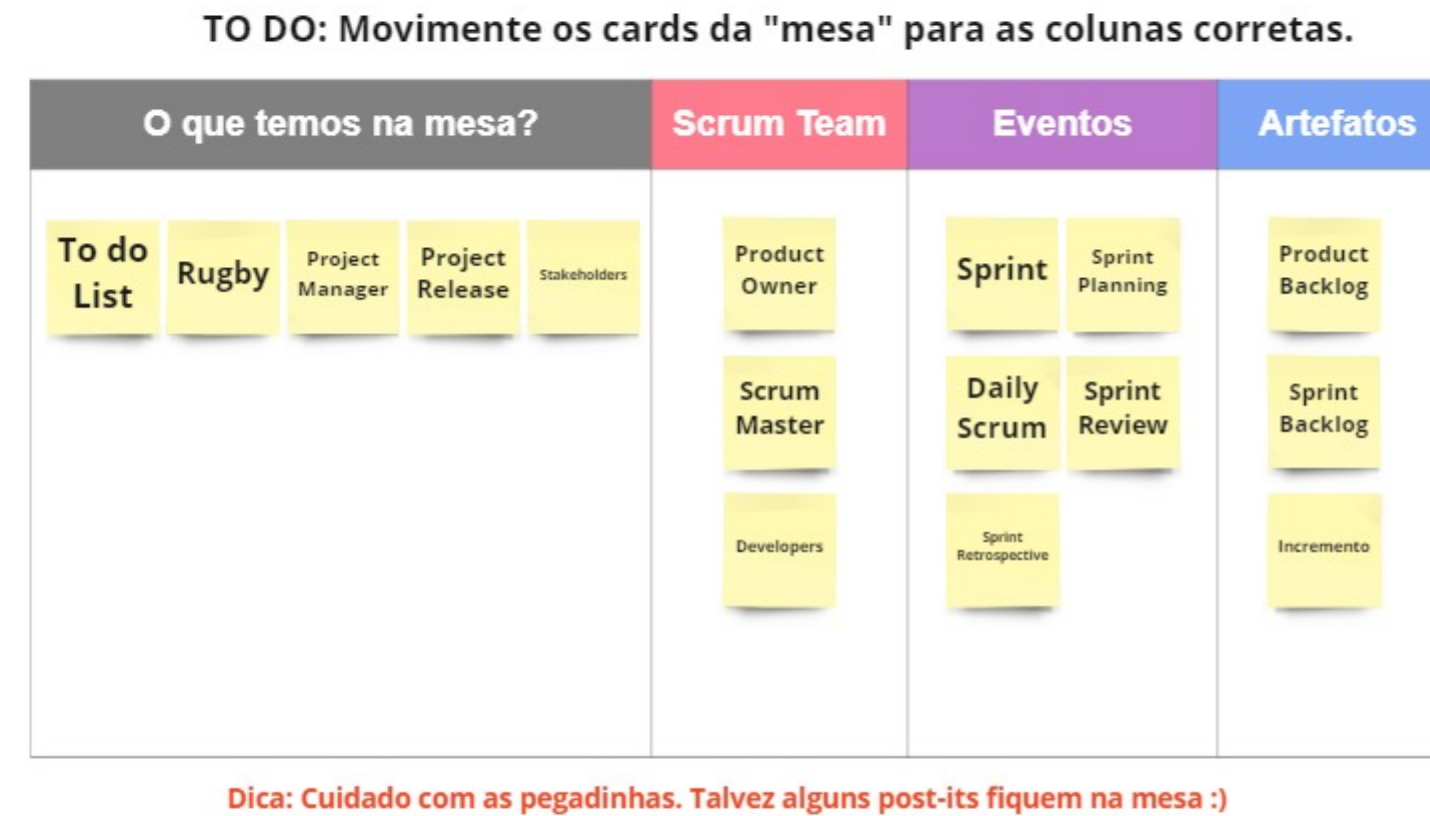 TO DO: Movimente os cards da "mesa" para as colunas corretas.
O que temos na mesa?
Scrum Team
Eventos
Artefatos
To do
List
Rugby
Project
Manager
Project
Release
Stakeholders
Product
Owner
Scrum
Master
Developers
Sprint
Sprint
Planning
Daily
Scrum
Sprint
Review
Sprint
Retrospective
Product
Backlog
Sprint
Backlog
Incremento
Dica: Cuidado com as pegadinhas. Talvez alguns post-its fiquem na mesa :)